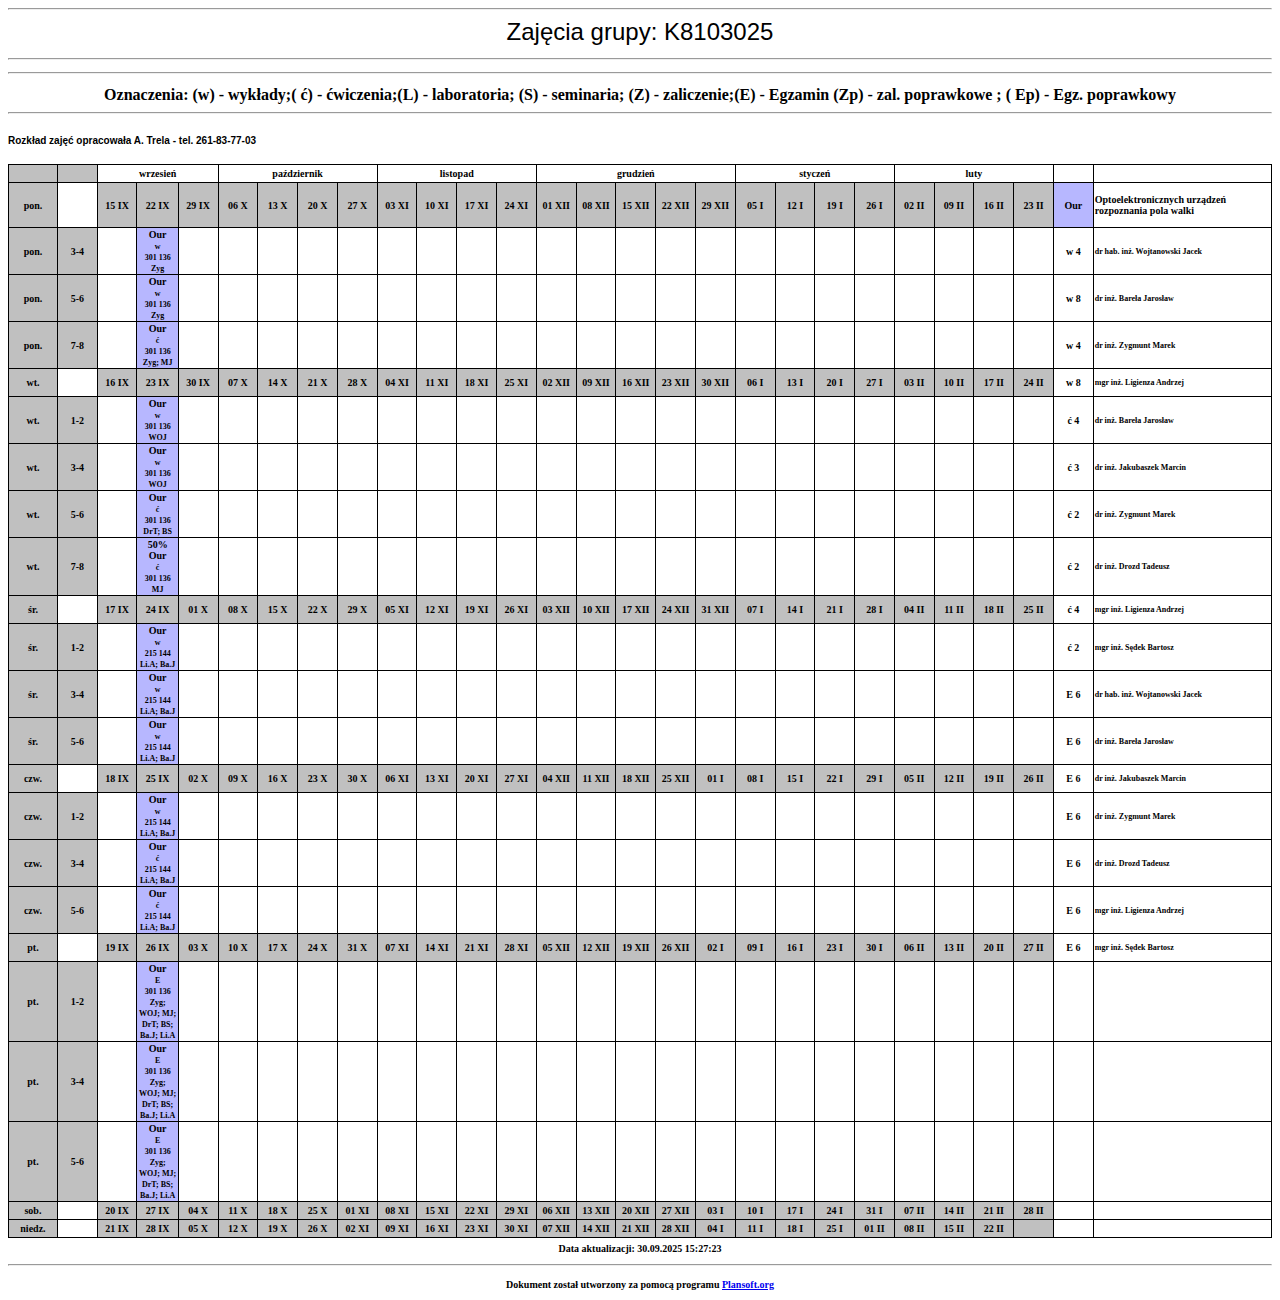 Zajęcia grupy: K8103025
Oznaczenia: (w) - wykłady;( ć) - ćwiczenia;(L) - laboratoria; (S) - seminaria; (Z) - zaliczenie;(E) - Egzamin (Zp) - zal. poprawkowe ; ( Ep) - Egz. poprawkowy
Rozkład zajęć opracowała A. Trela - tel. 261-83-77-03
wrzesień październik listopad grudzień styczeń luty
pon. 15 IX 22 IX 29 IX 06 X 13 X 20 X 27 X 03 XI 10 XI 17 XI 24 XI 01 XII 08 XII 15 XII 22 XII 29 XII 05 I 12 I 19 I 26 I 02 II 09 II 16 II 23 II Our Optoelektronicznych urządzeń
rozpoznania pola walki
pon. 3-4 Our
w
301 136
Zyg
w 4 dr hab. inż. Wojtanowski Jacek
pon. 5-6 Our
w
301 136
Zyg
w 8 dr inż. Bareła Jarosław
pon. 7-8 Our
ć
301 136
Zyg; MJ
w 4 dr inż. Zygmunt Marek
wt. 16 IX 23 IX 30 IX 07 X 14 X 21 X 28 X 04 XI 11 XI 18 XI 25 XI 02 XII 09 XII 16 XII 23 XII 30 XII 06 I 13 I 20 I 27 I 03 II 10 II 17 II 24 II w 8 mgr inż. Ligienza Andrzej
wt. 1-2 Our
w
301 136
WOJ
ć 4 dr inż. Bareła Jarosław
wt. 3-4 Our
w
301 136
WOJ
ć 3 dr inż. Jakubaszek Marcin
wt. 5-6 Our
ć
301 136
DrT; BS
ć 2 dr inż. Zygmunt Marek
wt. 7-8 50%
Our
ć
301 136
MJ
ć 2 dr inż. Drozd Tadeusz
śr. 17 IX 24 IX 01 X 08 X 15 X 22 X 29 X 05 XI 12 XI 19 XI 26 XI 03 XII 10 XII 17 XII 24 XII 31 XII 07 I 14 I 21 I 28 I 04 II 11 II 18 II 25 II ć 4 mgr inż. Ligienza Andrzej
śr. 1-2 Our
w
215 144
Li.A; Ba.J
ć 2 mgr inż. Sędek Bartosz
śr. 3-4 Our
w
215 144
Li.A; Ba.J
E 6 dr hab. inż. Wojtanowski Jacek
śr. 5-6 Our
w
215 144
Li.A; Ba.J
E 6 dr inż. Bareła Jarosław
czw. 18 IX 25 IX 02 X 09 X 16 X 23 X 30 X 06 XI 13 XI 20 XI 27 XI 04 XII 11 XII 18 XII 25 XII 01 I 08 I 15 I 22 I 29 I 05 II 12 II 19 II 26 II E 6 dr inż. Jakubaszek Marcin
czw. 1-2 Our
w
215 144
Li.A; Ba.J
E 6 dr inż. Zygmunt Marek
czw. 3-4 Our
ć
215 144
Li.A; Ba.J
E 6 dr inż. Drozd Tadeusz
czw. 5-6 Our
ć
215 144
Li.A; Ba.J
E 6 mgr inż. Ligienza Andrzej
pt. 19 IX 26 IX 03 X 10 X 17 X 24 X 31 X 07 XI 14 XI 21 XI 28 XI 05 XII 12 XII 19 XII 26 XII 02 I 09 I 16 I 23 I 30 I 06 II 13 II 20 II 27 II E 6 mgr inż. Sędek Bartosz
pt. 1-2 Our
E
301 136
Zyg;
WOJ; MJ;
DrT; BS;
Ba.J; Li.A
pt. 3-4 Our
E
301 136
Zyg;
WOJ; MJ;
DrT; BS;
Ba.J; Li.A
pt. 5-6 Our
E
301 136
Zyg;
WOJ; MJ;
DrT; BS;
Ba.J; Li.A
sob. 20 IX 27 IX 04 X 11 X 18 X 25 X 01 XI 08 XI 15 XI 22 XI 29 XI 06 XII 13 XII 20 XII 27 XII 03 I 10 I 17 I 24 I 31 I 07 II 14 II 21 II 28 II
niedz. 21 IX 28 IX 05 X 12 X 19 X 26 X 02 XI 09 XI 16 XI 23 XI 30 XI 07 XII 14 XII 21 XII 28 XII 04 I 11 I 18 I 25 I 01 II 08 II 15 II 22 II
Data aktualizacji: 30.09.2025 15:27:23
Dokument został utworzony za pomocą programu Plansoft.org